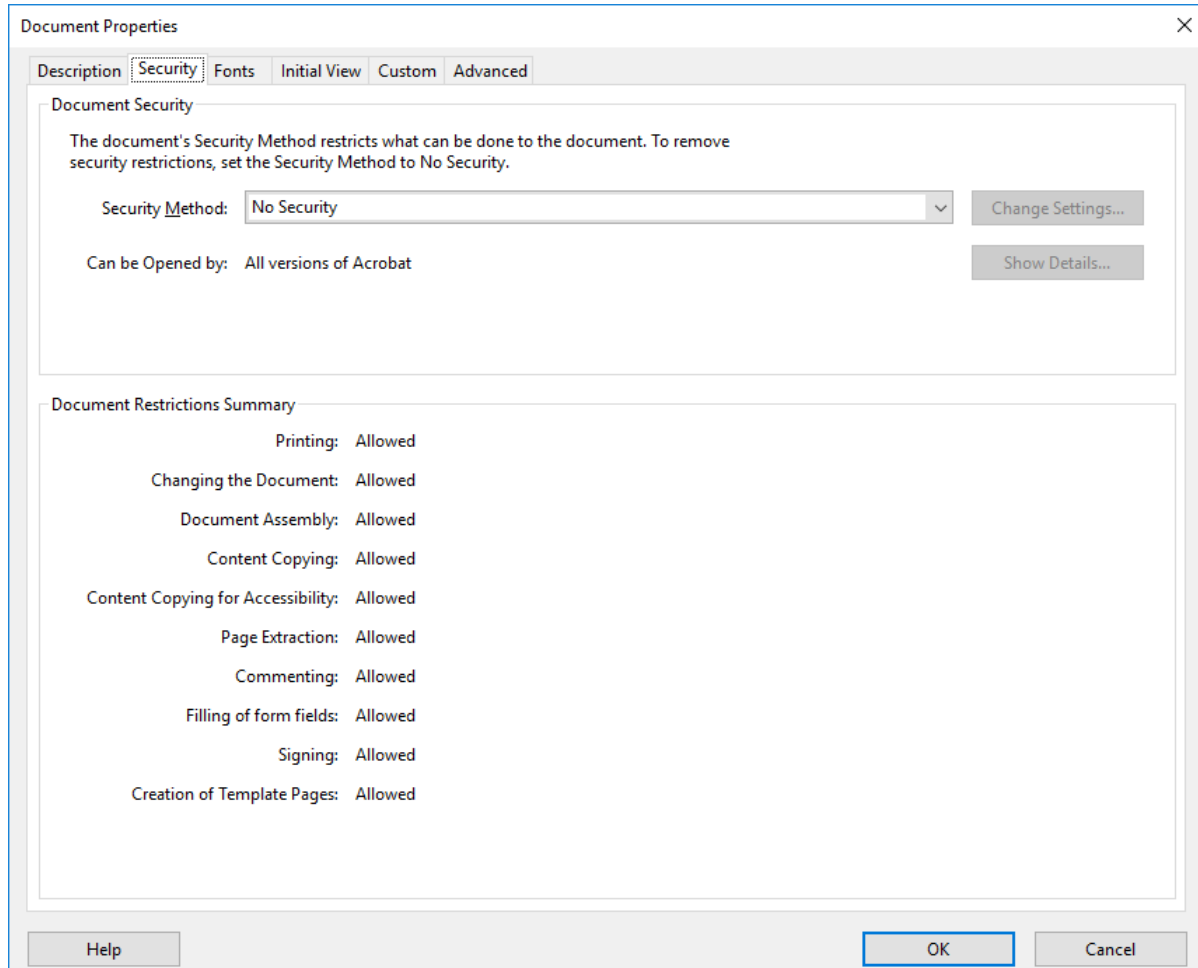 Document Properties
Description Security Fonts Initial View Custom Advanced
Document Security
The document's Security Method restricts what can be done to the document. To remove
security restrictions, set the Security Method to No Security.
Security Method: No Security Change Settings...
Can be Opened by: All versions of Acrobat Show Details...
Document Restrictions Summary
Printing: Allowed
Changing the Document: Allowed
Document Assembly: Allowed
Content Copying: Allowed
Content Copying for Accessibility: Allowed
Page Extraction: Allowed
Commenting: Allowed
Filling of form fields: Allowed
Signing: Allowed
Creation of Template Pages: Allowed
Help OK Cancel